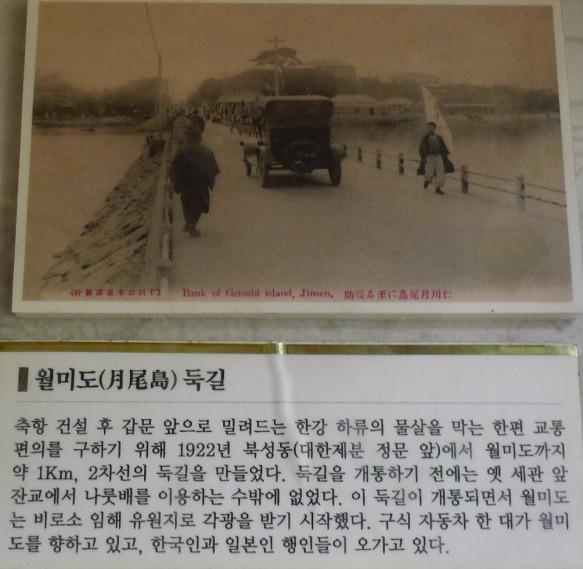 Bank of Getsubi island, Jinsen. 仁川月尾島に至る堤防
월미도(月尾島) 둑길
축항 건설 후 갑문 앞으로 밀려드는 한강 하류의 물살을 막는 한편 교통
편의를 구하기 위해 1922년 북성동(대한제분 정문 앞)에서 월미도까지
약 1Km, 2차선의 둑길을 만들었다. 둑길을 개통하기 전에는 옛 세관 앞
잔교에서 나룻배를 이용하는 수밖에 없었다. 이 둑길이 개통되면서 월미도
는 비로소 임해 유원지로 각광을 받기 시작했다. 구식 자동차 한 대가 월미
도를 향하고 있고, 한국인과 일본인 행인들이 오가고 있다.